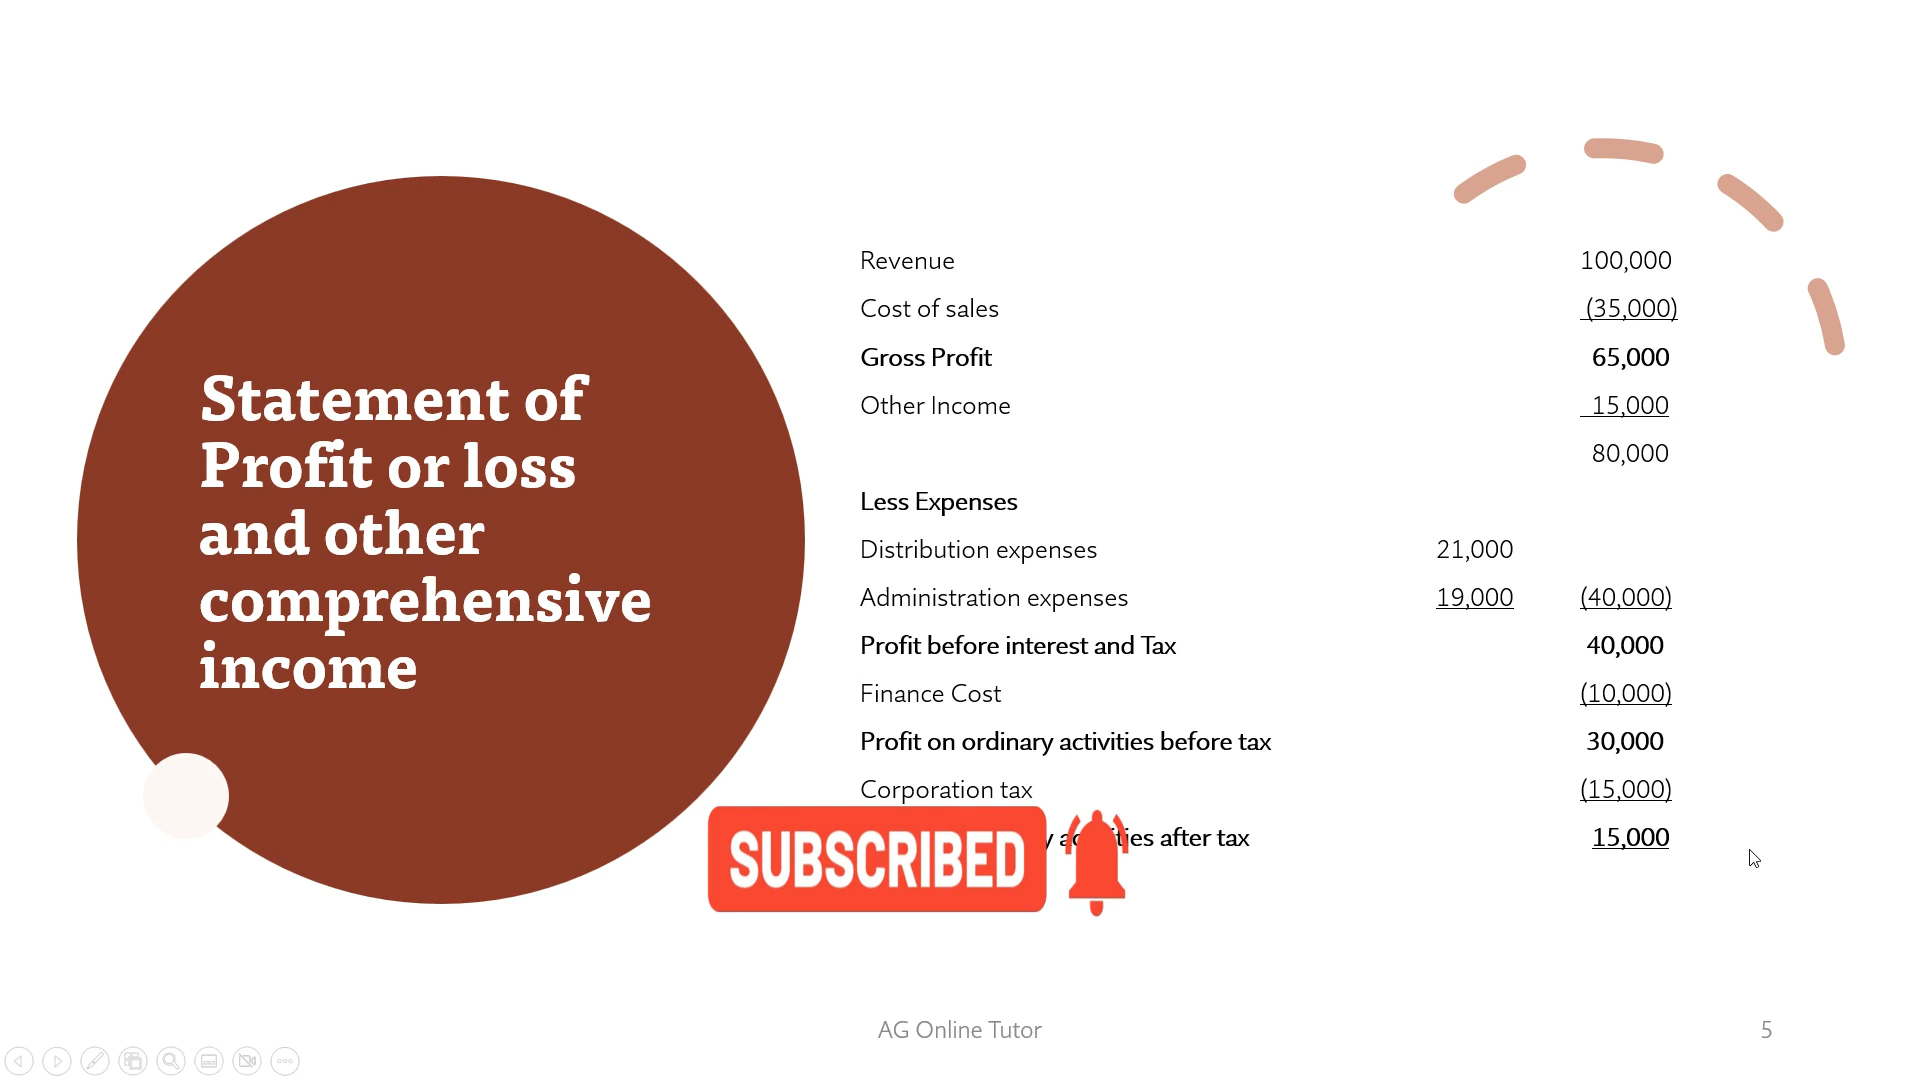 Statement of
Profit or loss
and other
comprehensive
income
Revenue 100,000
Cost of sales (35,000)
Gross Profit 65,000
Other Income 15,000
80,000
Less Expenses
Distribution expenses 21,000
Administration expenses 19,000 (40,000)
Profit before interest and Tax 40,000
Finance Cost (10,000)
Profit on ordinary activities before tax 30,000
Corporation tax (15,000)
after tax 15,000
SUBSCRIBED
AG Online Tutor 5